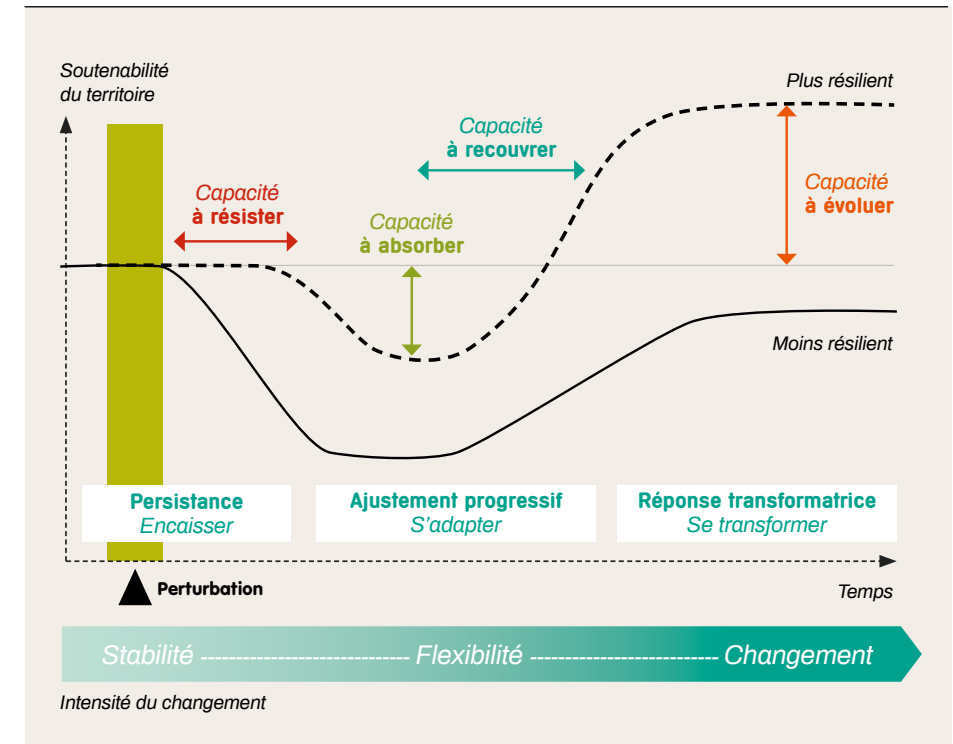 Soutenabilité
du territoire
Plus résilient
Capacité
à recouvrer
Capacité
à résister
Capacité
à absorber
Capacité
à évoluer
Moins résilient
Persistance
Encaisser
Ajustement progressif
S'adapter
Réponse transformatrice
Se transformer
Perturbation
Temps
Stabilité
Flexibilité
Changement
Intensité du changement